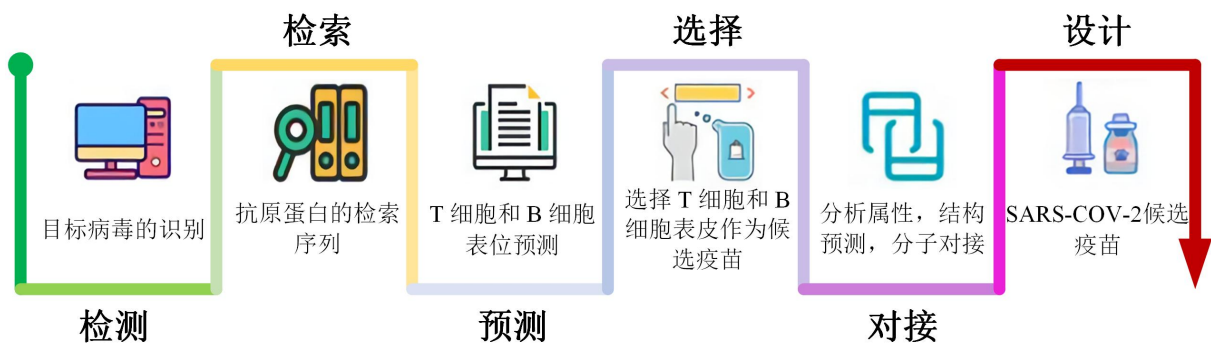 检索
选择
设计
目标病毒的识别
抗原蛋白的检索
序列
T 细胞和 B 细胞
表位预测
选择 T 细胞和 B
细胞表皮作为候
选疫苗
分析属性，结构
预测，分子对接
SARS-COV-2候选
疫苗
检测
预测
对接